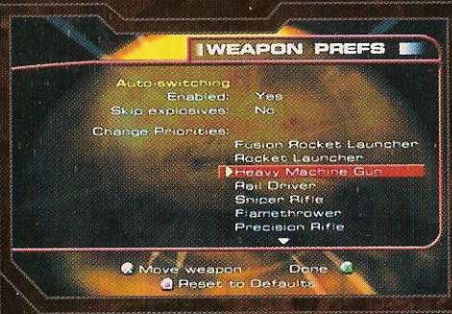 WEAPON PREFS
Auto-switching
Enabled: Yes
Skip explosives: No
Change Priorities:
Fusion Rocket Launcher
Rocket Launcher
Heavy Machine Gun
Rail Driver
Sniper Rifle
Flamethrower
Precision Rifle
Move weapon Done
Reset to Defaults